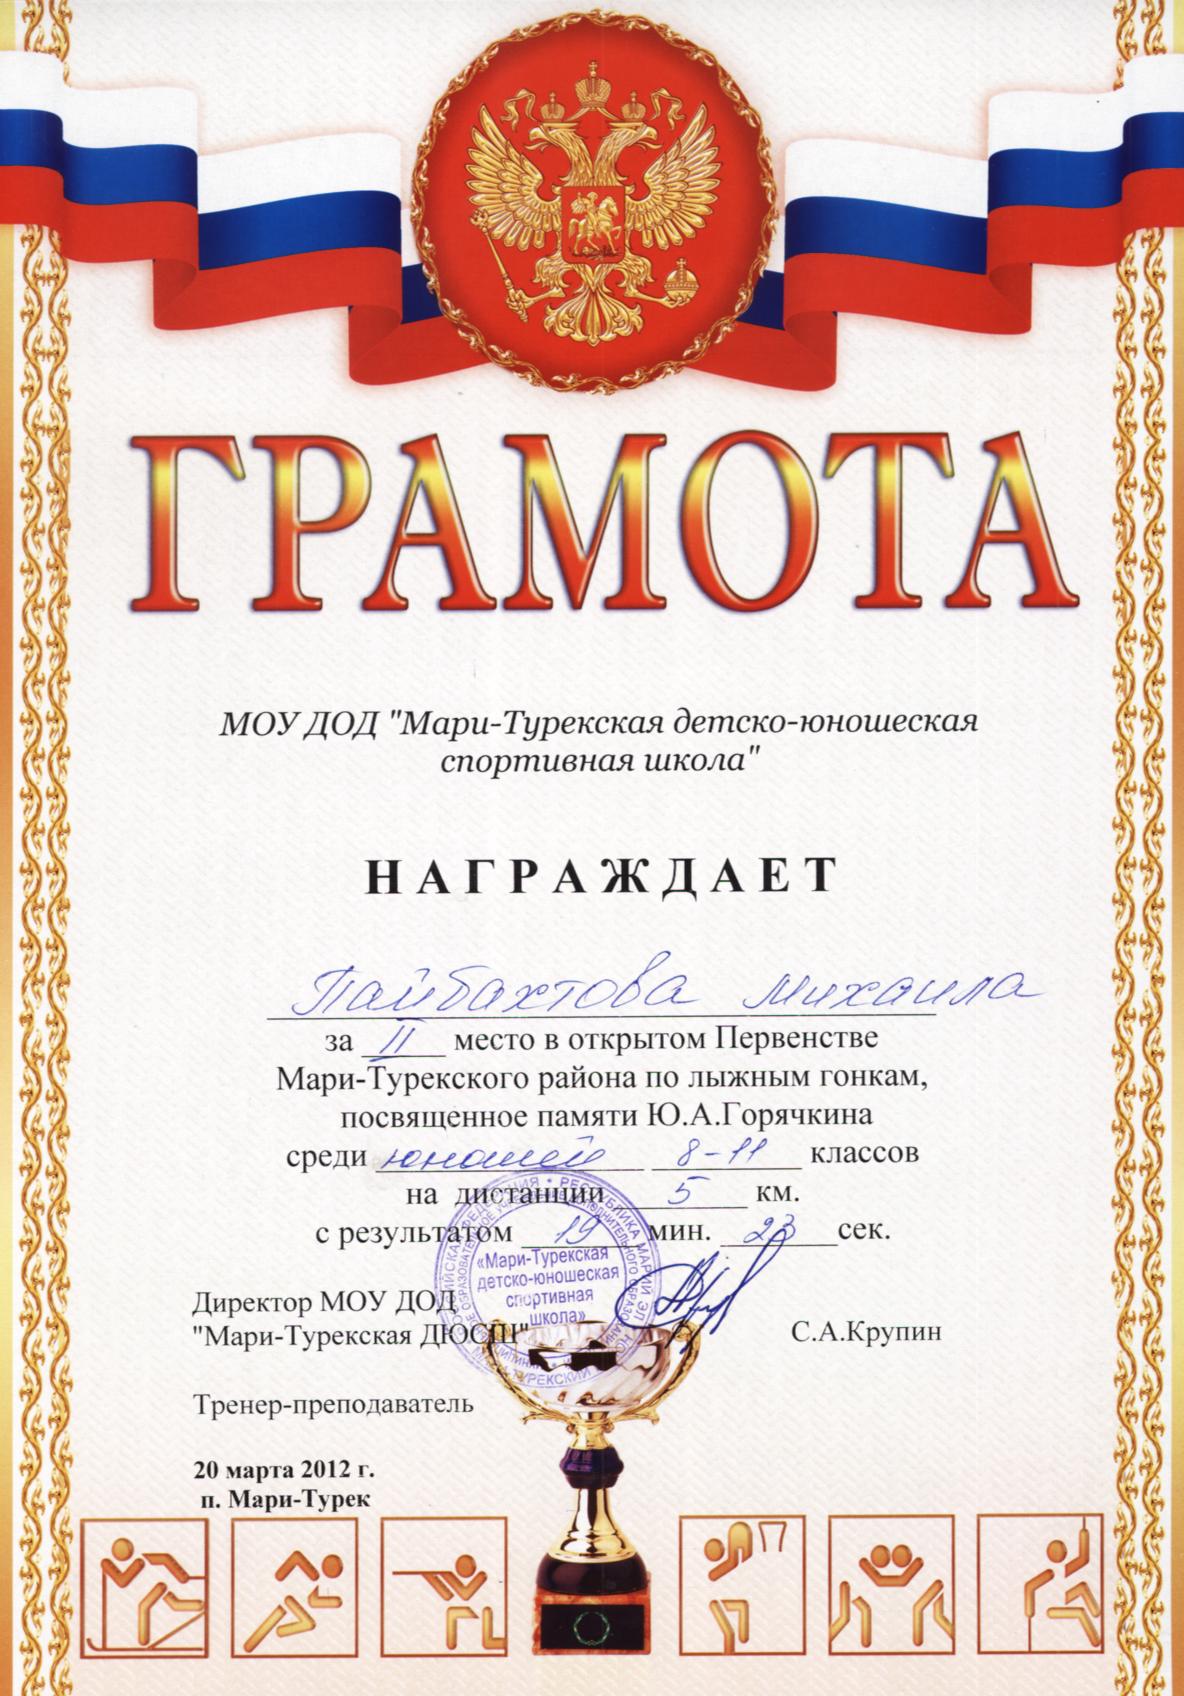 ГРАМОТА
МОУ ДОД "Мари-Турекская детско-юношеская
спортивная школа"
НАГРАЖДАЕТ
Пайбахтова Михаила
за II место в открытом Первенстве
Мари-Турекского района по лыжным гонкам,
посвященное памяти Ю.А.Горячкина
среди юношей 8-11 классов
на дистанции 5 км.
с результатом 19 мин. 23 сек.
«Мари-Турекская
детско-юношеская
спортивная
школа»
Директор МОУ ДОД
"Мари-Турекская ДЮСШ" С.А.Крупин
Тренер-преподаватель
20 марта 2012 г.
п. Мари-Турек